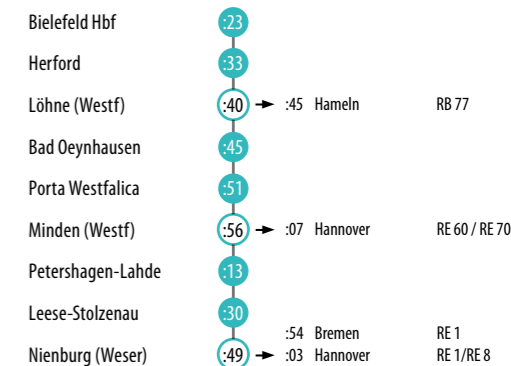 Bielefeld Hbf :23
Herford :33
Löhne (Westf) :40 :45 Hameln RB 77
Bad Oeynhausen :45
Porta Westfalica :51
Minden (Westf) :56 :07 Hannover RE 60 / RE 70
Petershagen-Lahde :13
Leese-Stolzenau :30
:54 Bremen RE 1
Nienburg (Weser) :49 :03 Hannover RE 1/RE 8